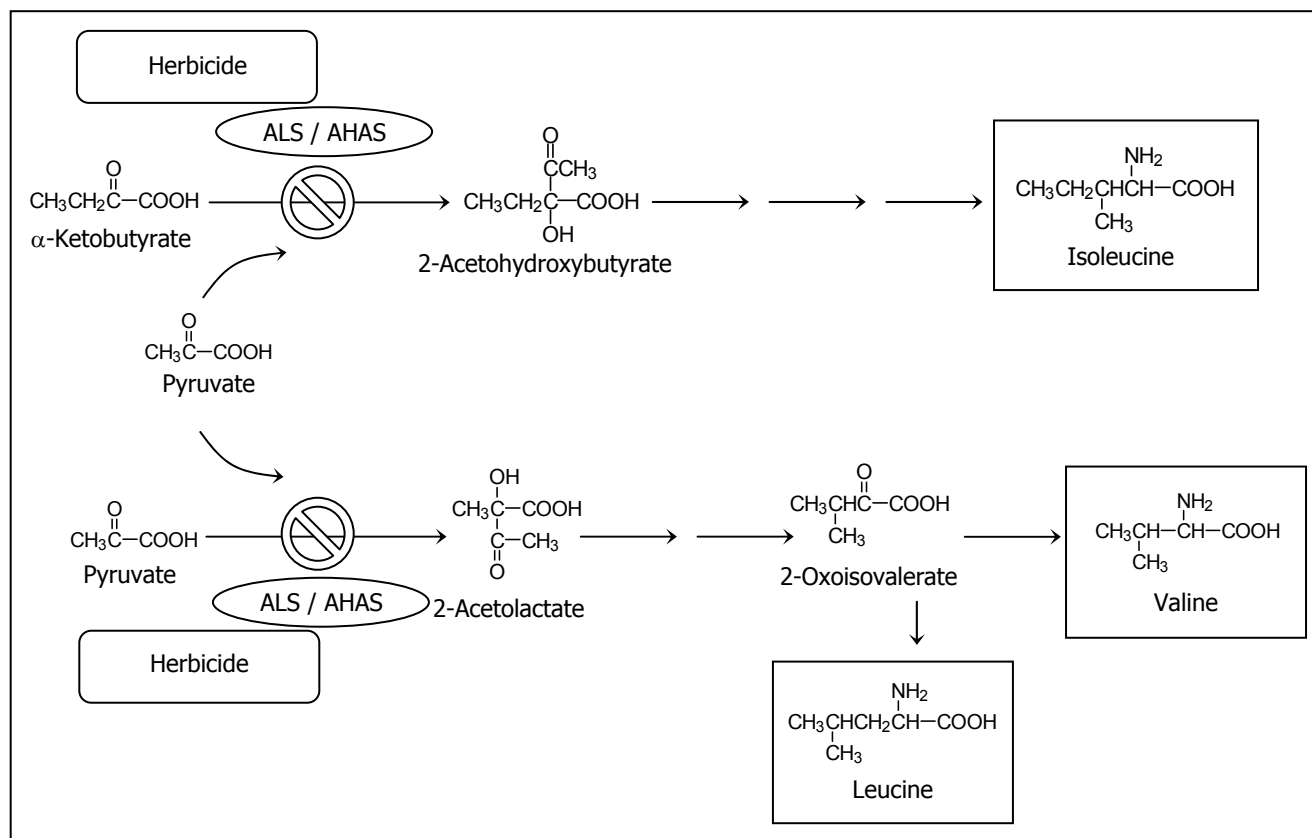 Herbicide
ALS / AHAS
O
CH₃CH₂C—COOH
α-Ketobutyrate
O
CCH₃
CH₃CH₂C—COOH
OH
2-Acetohydroxybutyrate
NH₂
CH₃CH₂CHCH—COOH
CH₃
Isoleucine
O
CH₃C—COOH
Pyruvate
O
CH₃C—COOH
Pyruvate
ALS / AHAS
Herbicide
OH
CH₃C—COOH
C—CH₃
O
2-Acetolactate
O
CH₃CHC—COOH
CH₃
2-Oxoisovalerate
NH₂
CH₃CH—CH—COOH
CH₃
Valine
NH₂
CH₃CHCH₂CH—COOH
CH₃
Leucine